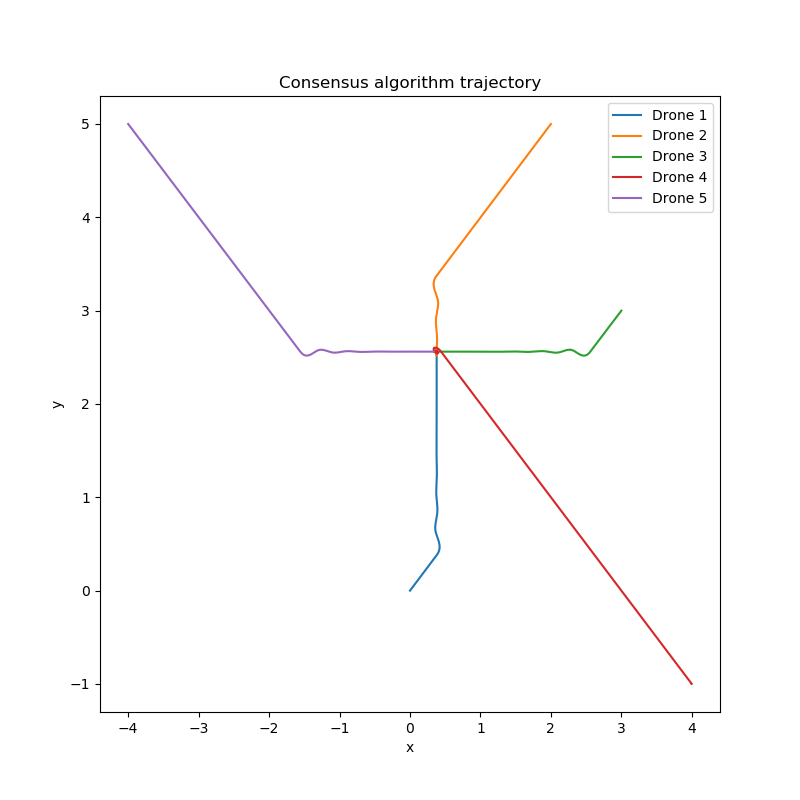 Consensus algorithm trajectory
Drone 1
Drone 2
Drone 3
Drone 4
Drone 5
5
4
3
2
1
0
−1
y
−4
−3
−2
−1
0
1
2
3
4
x